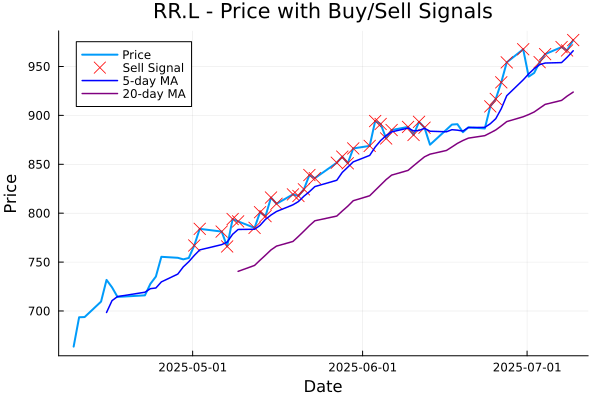 RR.L - Price with Buy/Sell Signals
Price
Sell Signal
5-day MA
20-day MA
950
900
850
800
750
700
Price
2025-05-01 2025-06-01 2025-07-01
Date